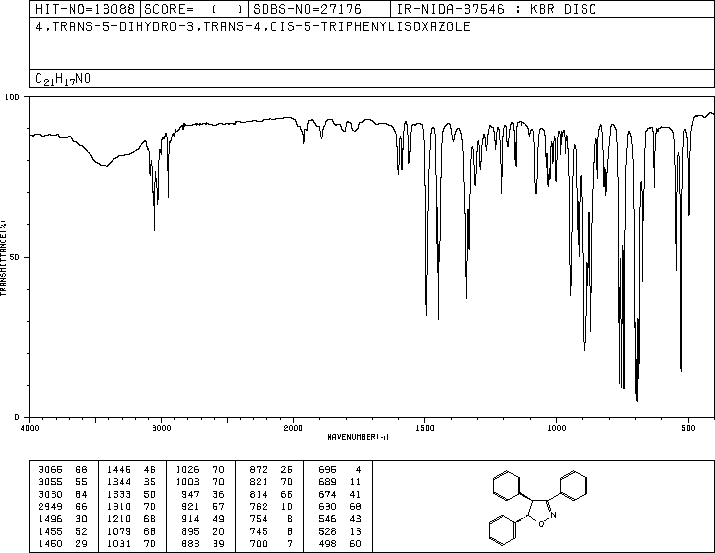 HIT-NO=13088 SCORE= ( ) SDBS-NO=27176 IR-NIDA-37546 : KBR DISC
4,TRANS-5-DIHYDRO-3,TRANS-4,CIS-5-TRIPHENYLISOXAZOLE
C21H17NO
100
50
0
TRANSMITTANCE(%)
4000 3000 2000 1500 1000 500
WAVENUMBER(-1)
3066 68 1446 46 1026 70 872 26 695 4
3055 55 1344 35 1003 70 821 70 689 11
3030 64 1333 50 947 36 814 66 674 41
2949 66 1310 70 921 57 762 10 630 68
1496 30 1210 68 914 49 754 8 546 43
1455 52 1079 68 895 20 745 8 528 13
1450 29 1031 70 883 39 700 7 498 60
O N